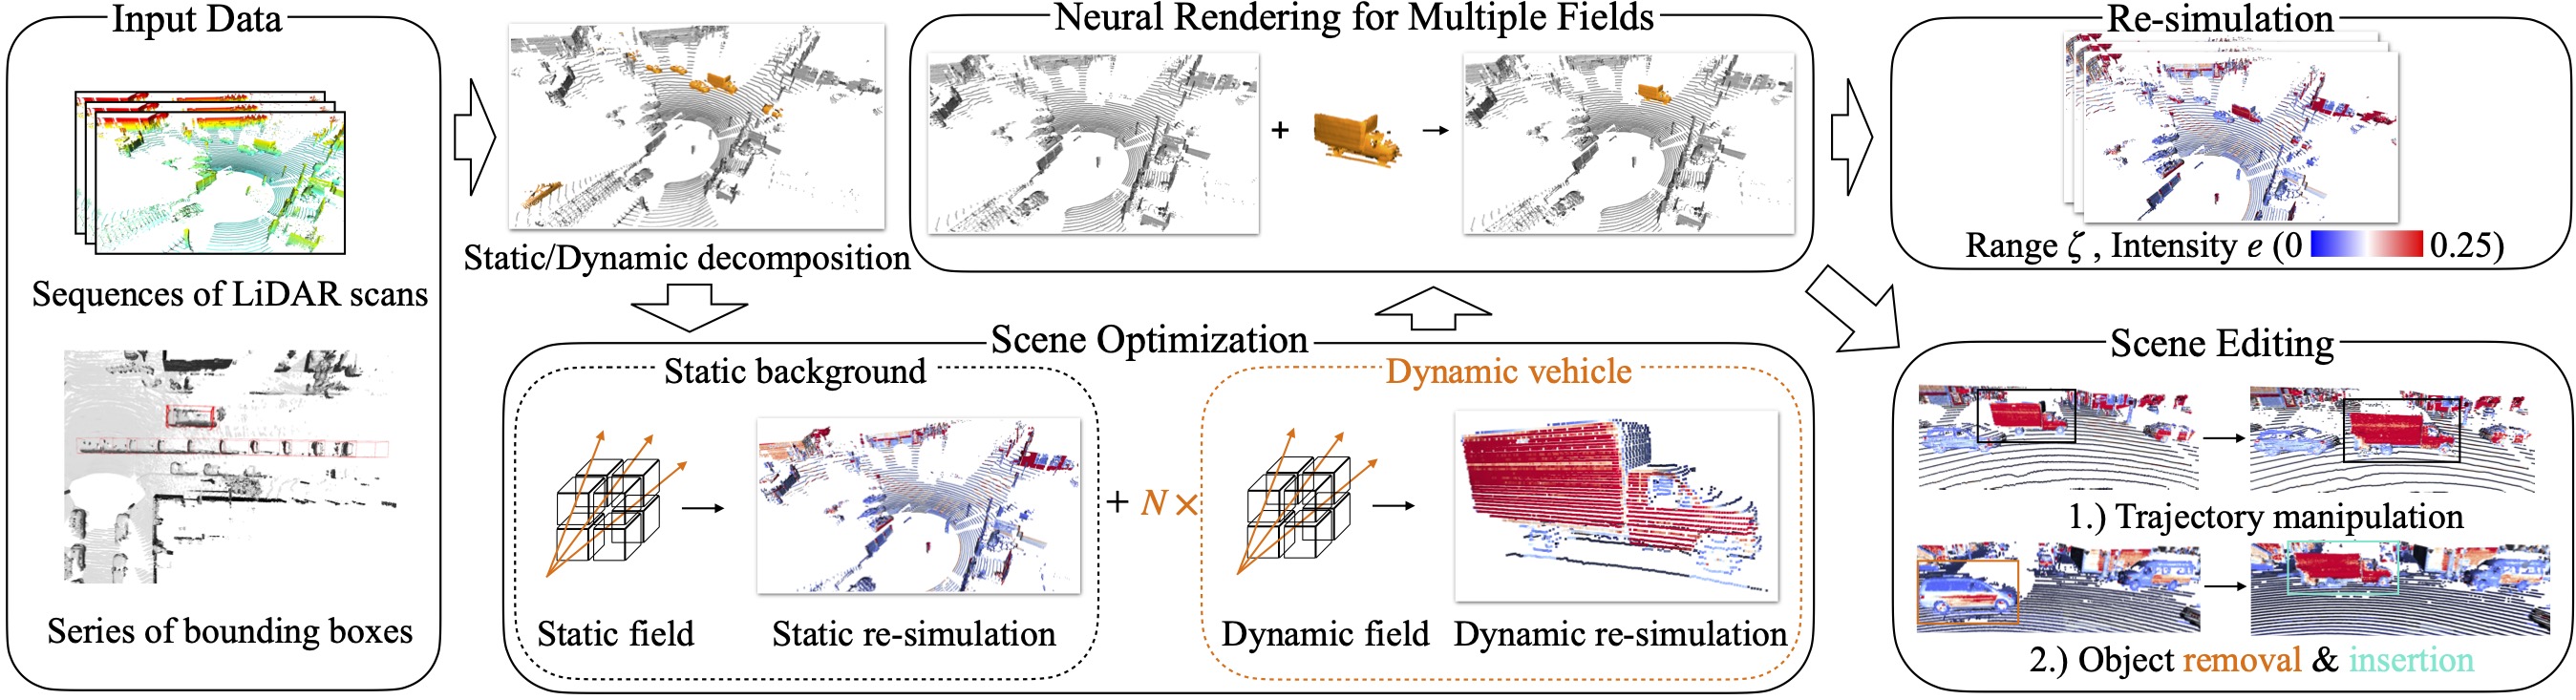 Input Data
Sequences of LiDAR scans
Series of bounding boxes
Static/Dynamic decomposition
Neural Rendering for Multiple Fields
+
Scene Optimization
Static background
Static field
Static re-simulation
+ N ×
Dynamic vehicle
Dynamic field
Dynamic re-simulation
Re-simulation
Range ζ , Intensity e (0 0.25)
Scene Editing
1.) Trajectory manipulation
2.) Object removal & insertion